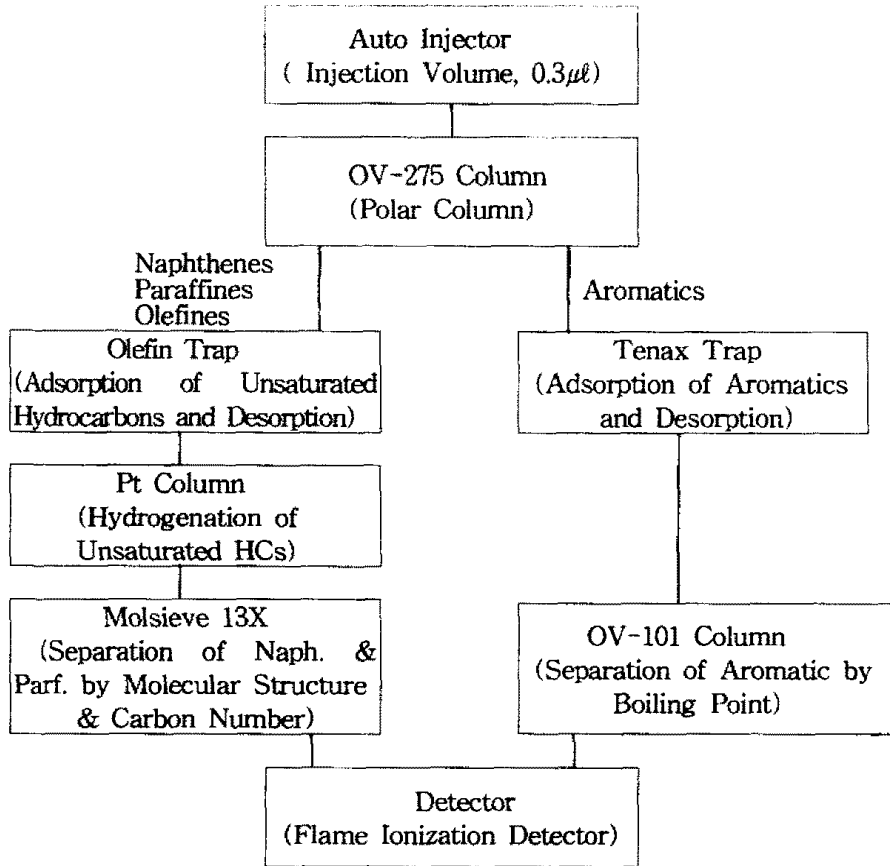 Auto Injector
( Injection Volume, 0.3㎕)
OV-275 Column
(Polar Column)
Naphthenes
Paraffines
Olefines
Aromatics
Olefin Trap
(Adsorption of Unsaturated
Hydrocarbons and Desorption)
Tenax Trap
(Adsorption of Aromatics
and Desorption)
Pt Column
(Hydrogenation of
Unsaturated HCs)
Molsieve 13X
(Separation of Naph. &
Parf. by Molecular Structure
& Carbon Number)
OV-101 Column
(Separation of Aromatic by
Boiling Point)
Detector
(Flame Ionization Detector)